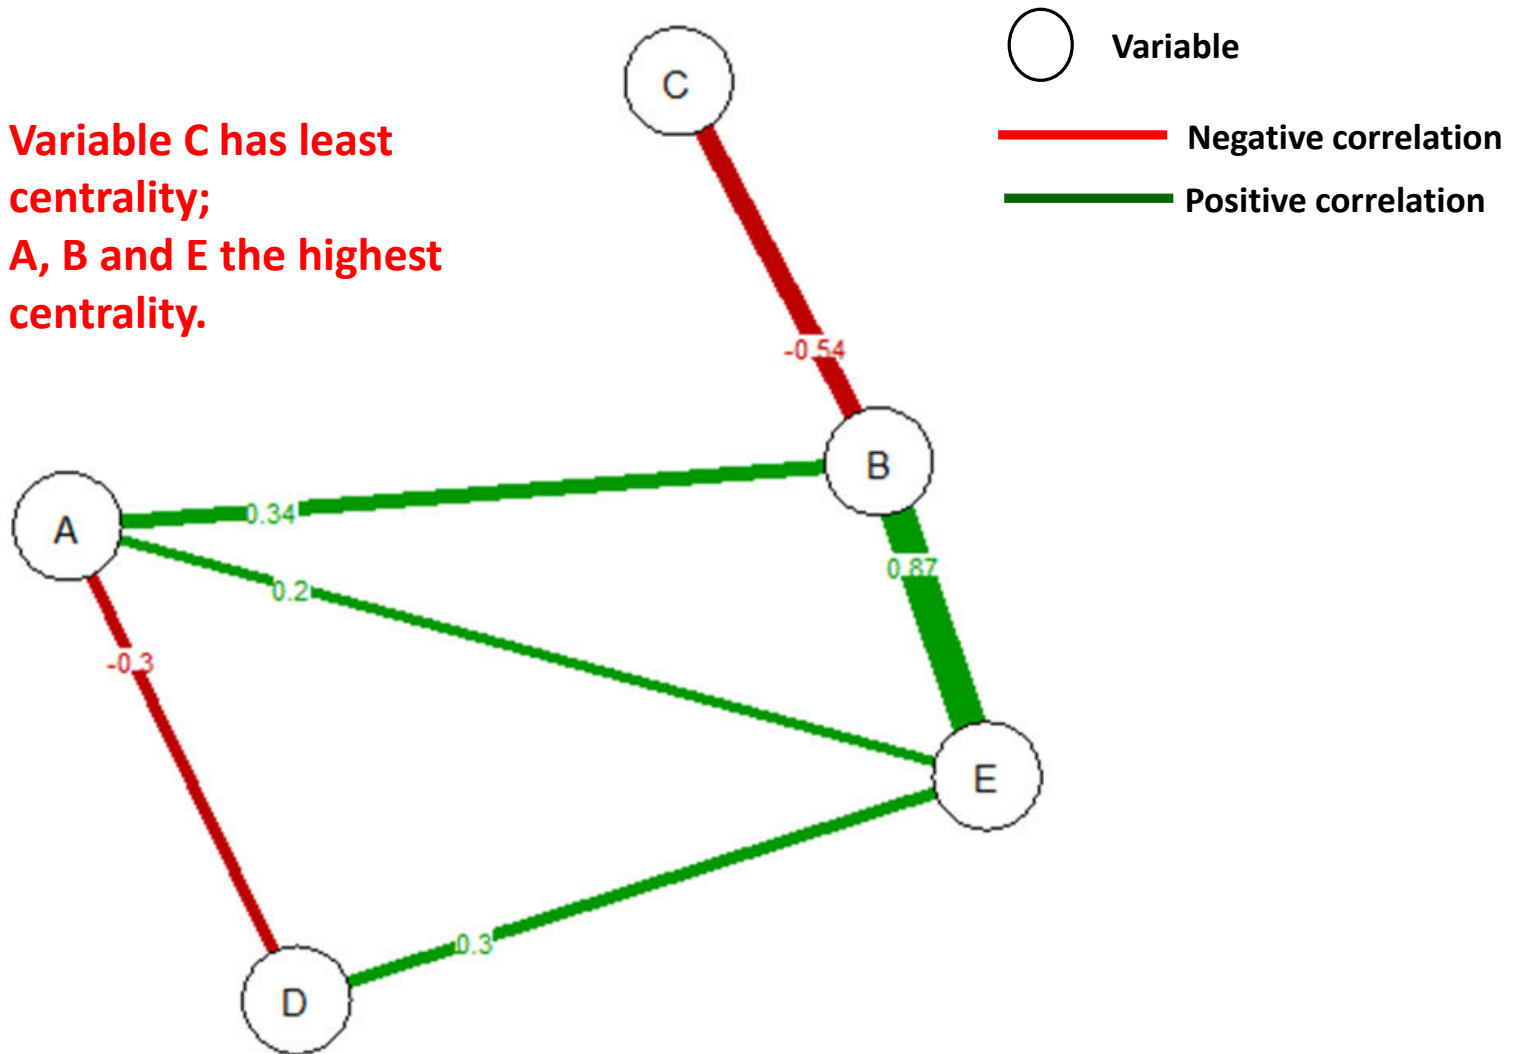 C
Variable
Variable C has least
centrality;
A, B and E the highest
centrality.
Negative correlation
Positive correlation
-0.54
B
A
0.34
0.87
0.2
-0.3
E
0.3
D